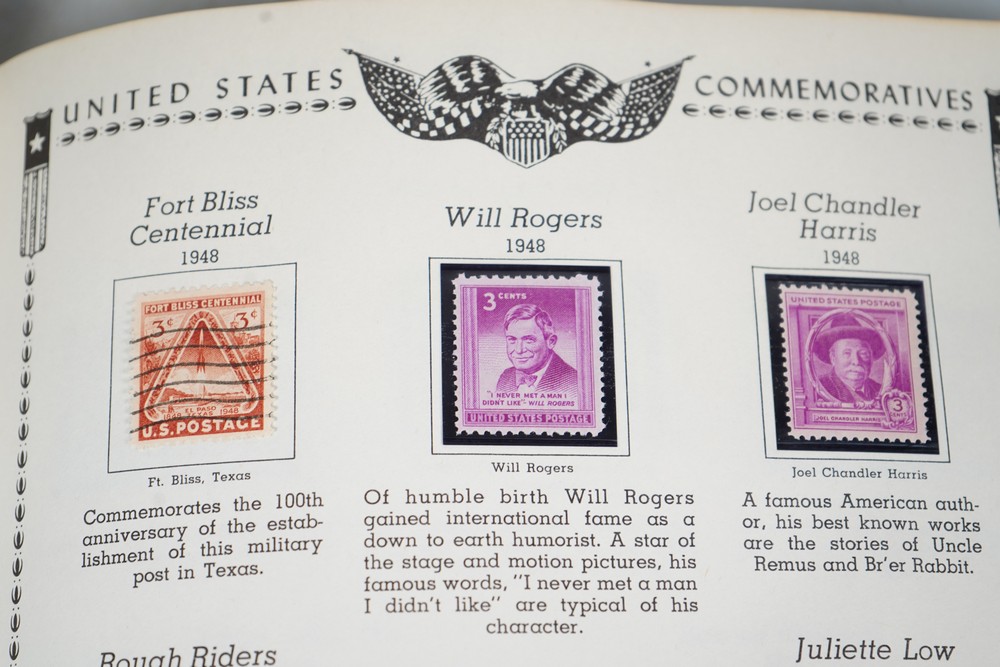 UNITED STATES
COMMEMORATIVES
Fort Bliss
Centennial
1948
FORT BLISS CENTENNIAL
3¢ 3¢
EL PASO
TEXAS 1948
U.S. POSTAGE
Ft. Bliss, Texas
Commemorates the 100th
anniversary of the estab-
lishment of this military
post in Texas.
Will Rogers
1948
3 CENTS
"I NEVER MET A MAN I
DIDN'T LIKE"-WILL ROGERS
UNITED STATES POSTAGE
Will Rogers
Of humble birth Will Rogers
gained international fame as a
down to earth humorist. A star of
the stage and motion pictures, his
famous words, "I never met a man
I didn't like" are typical of his
character.
Joel Chandler
Harris
1948
UNITED STATES POSTAGE
3
CENTS
JOEL CHANDLER HARRIS
Joel Chandler Harris
A famous American auth-
or, his best known works
are the stories of Uncle
Remus and Br'er Rabbit.
Rough Riders
Juliette Low